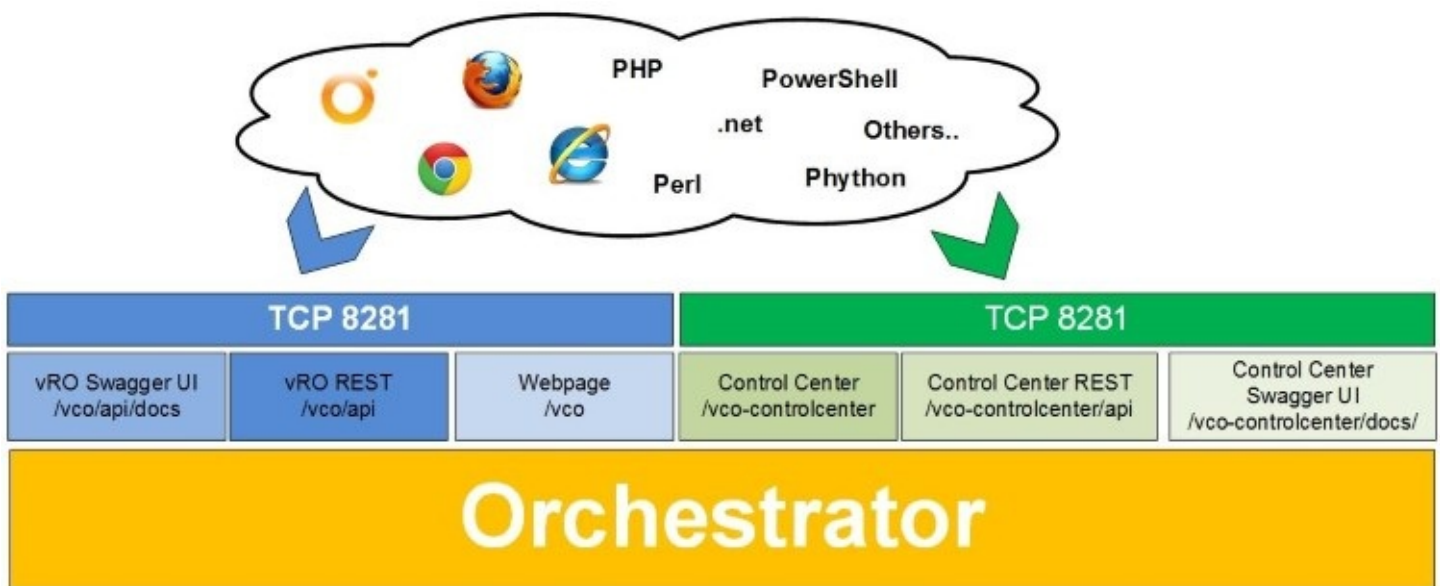 PHP
PowerShell
.net
Others..
Perl
Phython
TCP 8281
TCP 8281
vRO Swagger UI
/vco/api/docs
vRO REST
/vco/api
Webpage
/vco
Control Center
/vco-controlcenter
Control Center REST
/vco-controlcenter/api
Control Center
Swagger UI
/vco-controlcenter/docs/
Orchestrator